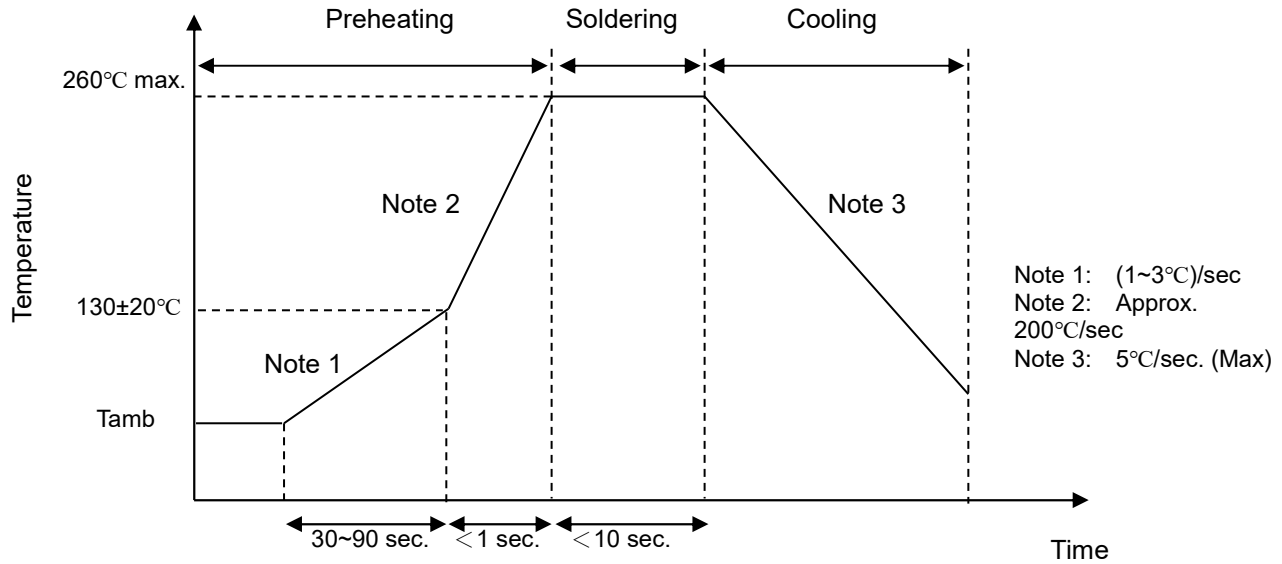 Preheating Soldering Cooling
260℃ max.
Temperature
Note 2
Note 3
130±20℃
Note 1
Tamb
Note 1: (1~3℃)/sec
Note 2: Approx.
200℃/sec
Note 3: 5℃/sec. (Max)
30~90 sec. <1 sec. <10 sec.
Time